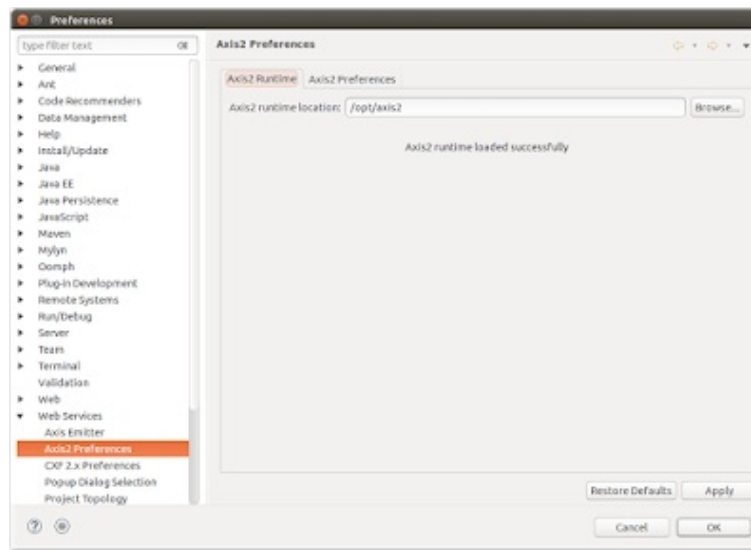 Preferences
type filter text
Axis2 Preferences
General
Ant
Code Recommenders
Data Management
Help
Install/Update
Java
Java EE
Java Persistence
JavaScript
Maven
Mylyn
Oomph
Plug-in Development
Remote Systems
Run/Debug
Server
Team
Terminal
Validation
Web
Web Services
Axis Emitter
Axis2 Preferences
CXF 2.x Preferences
Popup Dialog Selection
Project Topology
Axis2 Runtime Axis2 Preferences
Axis2 runtime location: /opt/axis2 Browse...
Axis2 runtime loaded successfully
Restore Defaults Apply
Cancel OK